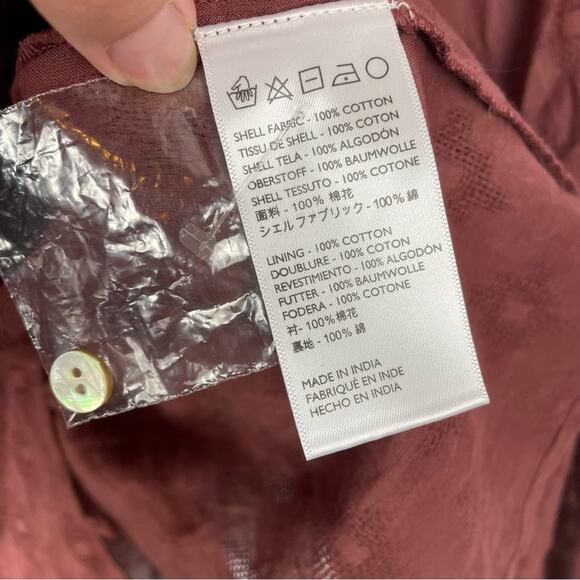 SHELL FABRIC - 100% COTTON
TISSU DE SHELL - 100% COTON
SHELL TELA - 100% ALGODÓN
OBERSTOFF - 100% BAUMWOLLE
SHELL TESSUTO - 100% COTONE
面料 - 100% 棉花
シェルファブリック - 100% 綿
LINING - 100% COTTON
DOUBLURE - 100% COTON
REVESTIMIENTO - 100% ALGODÓN
FUTTER - 100% BAUMWOLLE
FODERA - 100% COTONE
衬 - 100% 棉花
裏地 - 100% 綿
MADE IN INDIA
FABRIQUÉ EN INDE
HECHO EN INDIA